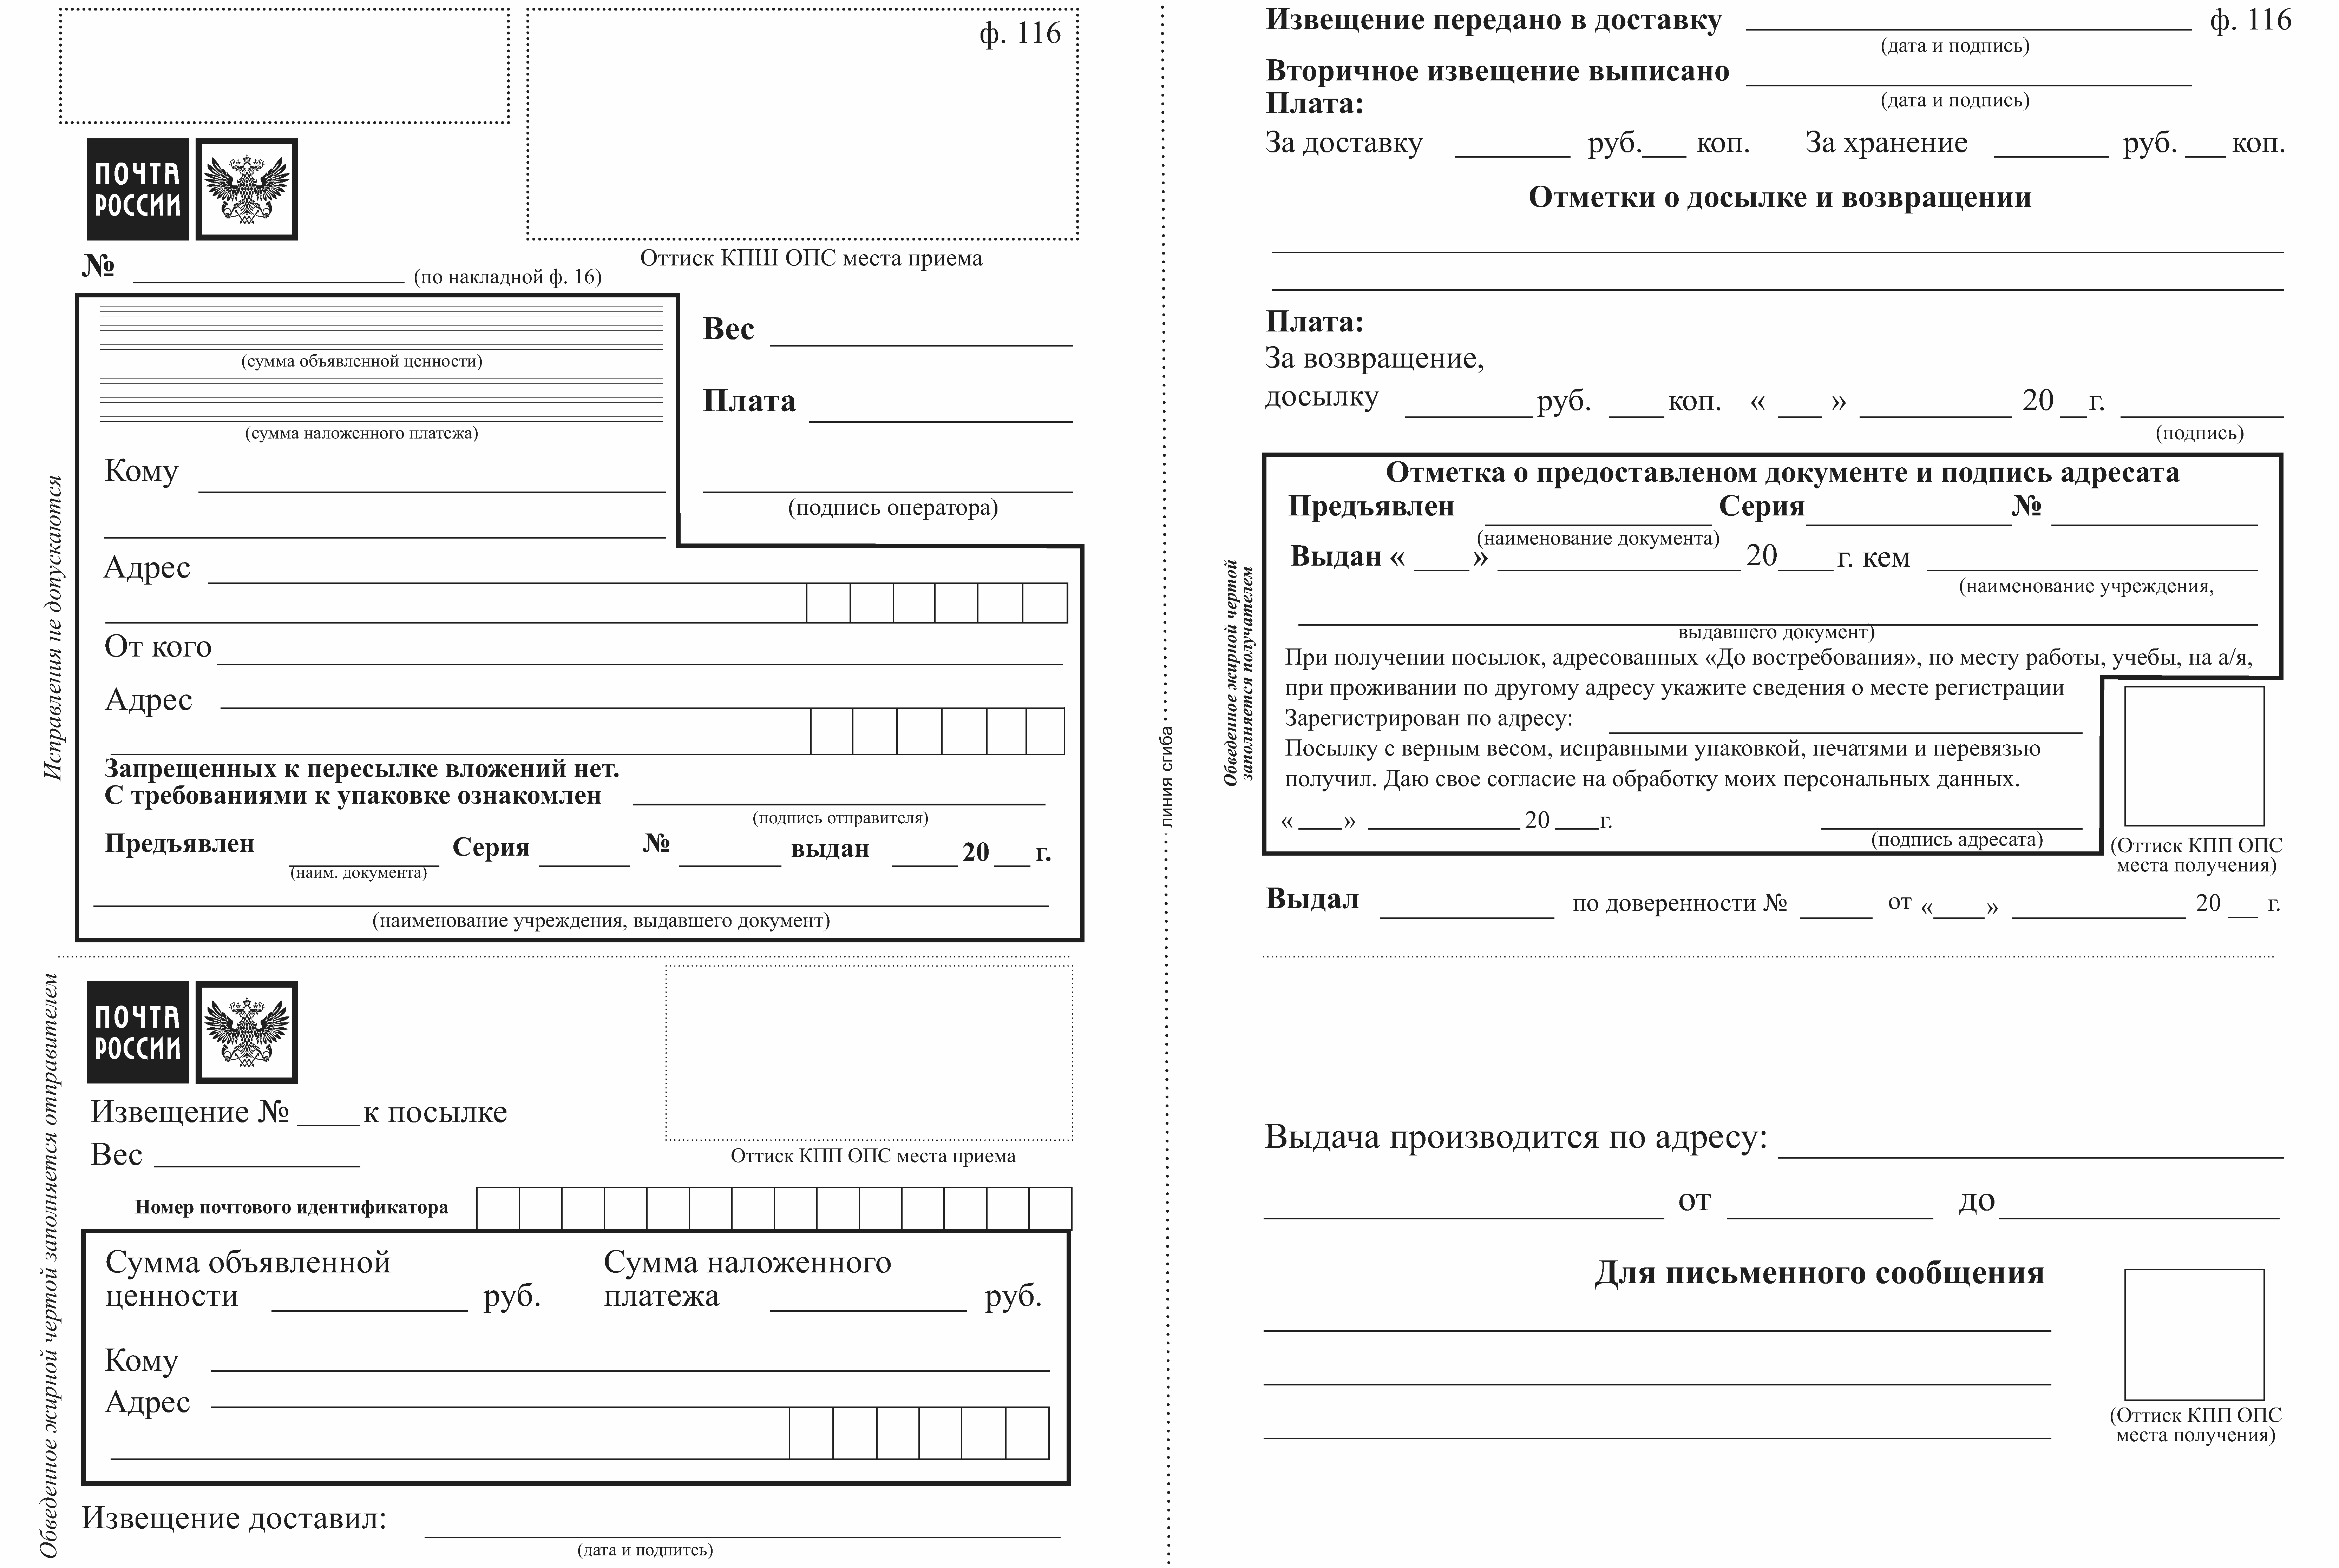 ф. 116
ПОЧТА
РОССИИ
Оттиск КПШ ОПС места приема
№ (по накладной ф. 16)
(сумма объявленной ценности)
Вес
(сумма наложенного платежа)
Плата
Кому
(подпись оператора)
Адрес
От кого
Адрес
Запрещенных к пересылке вложений нет.
С требованиями к упаковке ознакомлен
(подпись отправителя)
Предъявлен Серия № выдан 20 г.
(наим. документа)
(наименование учреждения, выдавшего документ)
Исправления не допускаются
ПОЧТА
РОССИИ
Извещение № к посылке
Вес
Оттиск КПП ОПС места приема
Номер почтового идентификатора
Сумма объявленной
ценности руб.
Сумма наложенного
платежа руб.
Кому
Адрес
Извещение доставил:
(дата и подпитсь)
Обведенное жирной чертой заполняется отправителем
линия сгиба
Извещение передано в доставку ф. 116
(дата и подпись)
Вторичное извещение выписано
(дата и подпись)
Плата:
За доставку руб. коп. За хранение руб. коп.
Отметки о досылке и возвращении
Плата:
За возвращение,
досылку руб. коп. « » 20 г.
(подпись)
Отметка о предоставленом документе и подпись адресата
Предъявлен Серия №
(наименование документа)
Выдан « » 20 г. кем
(наименование учреждения,
выдавшего документ)
При получении посылок, адресованных «До востребования», по месту работы, учебы, на а/я,
при проживании по другому адресу укажите сведения о месте регистрации
Зарегистрирован по адресу:
Посылку с верным весом, исправными упаковкой, печатями и перевязью
получил. Даю свое согласие на обработку моих персональных данных.
« » 20 г.
(подпись адресата)
Обведенное жирной чертой
заполняется получателем
(Оттиск КПП ОПС
места получения)
Выдал по доверенности № от « » 20 г.
Выдача производится по адресу:
от до
Для письменного сообщения
(Оттиск КПП ОПС
места получения)